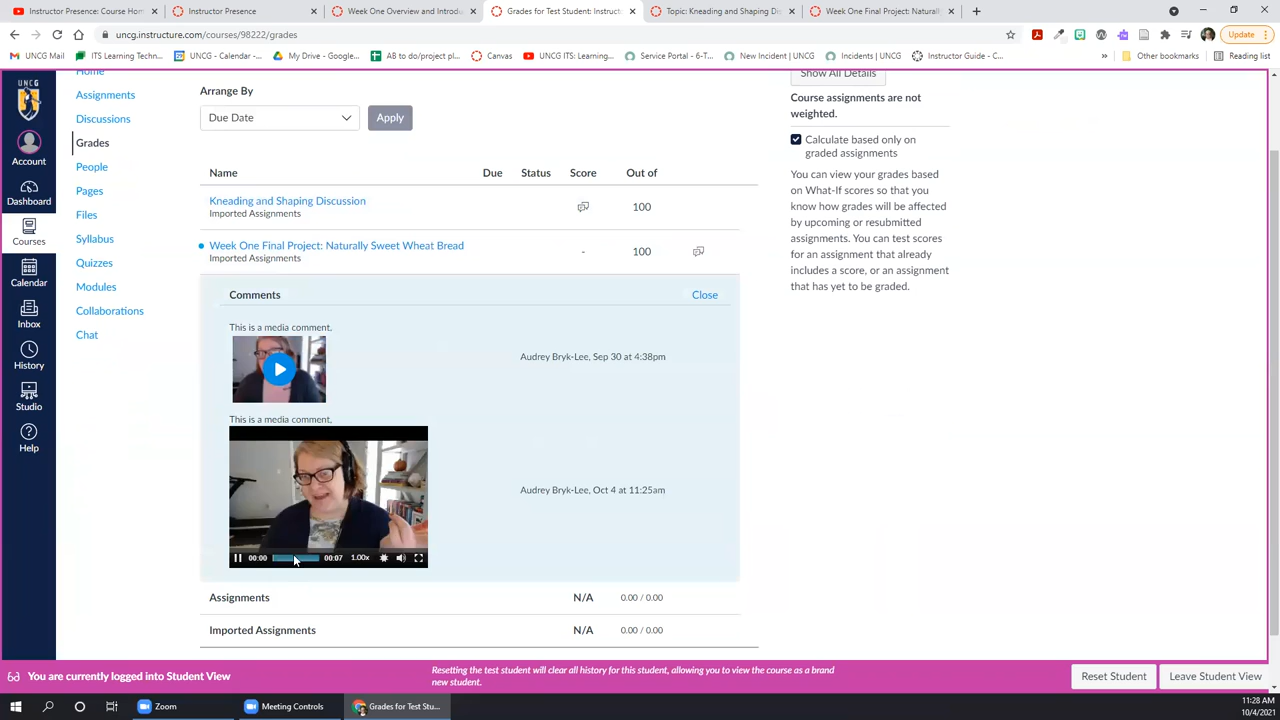 Instructor Presence: Course Hom
Instructor Presence
Week One Overview and Introdu
Grades for Test Student: Instruct
Topic: Kneading and Shaping Dis
Week One Final Project: Naturall
uncg.instructure.com/courses/98222/grades
Update
UNCG Mail
ITS Learning Techn...
UNCG - Calendar -...
My Drive - Google...
AB to do/project pl...
Canvas
UNCG ITS: Learning...
Service Portal - 6-T...
New Incident | UNCG
Incidents | UNCG
Instructor Guide - C...
Other bookmarks
Reading list
UNCG
Account
Dashboard
Courses
Calendar
Inbox
History
Studio
Help
Home
Assignments
Discussions
Grades
People
Pages
Files
Syllabus
Quizzes
Modules
Collaborations
Chat
Arrange By
Due Date
Apply
Name Due Status Score Out of
Kneading and Shaping Discussion
Imported Assignments
100
Week One Final Project: Naturally Sweet Wheat Bread
Imported Assignments
- 100
Comments
Close
This is a media comment.
Audrey Bryk-Lee, Sep 30 at 4:38pm
This is a media comment.
Audrey Bryk-Lee, Oct 4 at 11:25am
00:00 00:07 1.00x
Assignments N/A 0.00 / 0.00
Imported Assignments N/A 0.00 / 0.00
Show All Details
Course assignments are not
weighted.
Calculate based only on
graded assignments
You can view your grades based
on What-If scores so that you
know how grades will be affected
by upcoming or resubmitted
assignments. You can test scores
for an assignment that already
includes a score, or an assignment
that has yet to be graded.
You are currently logged into Student View
Resetting the test student will clear all history for this student, allowing you to view the course as a brand
new student.
Reset Student
Leave Student View
Zoom
Meeting Controls
Grades for Test Stu...
11:28 AM
10/4/2021